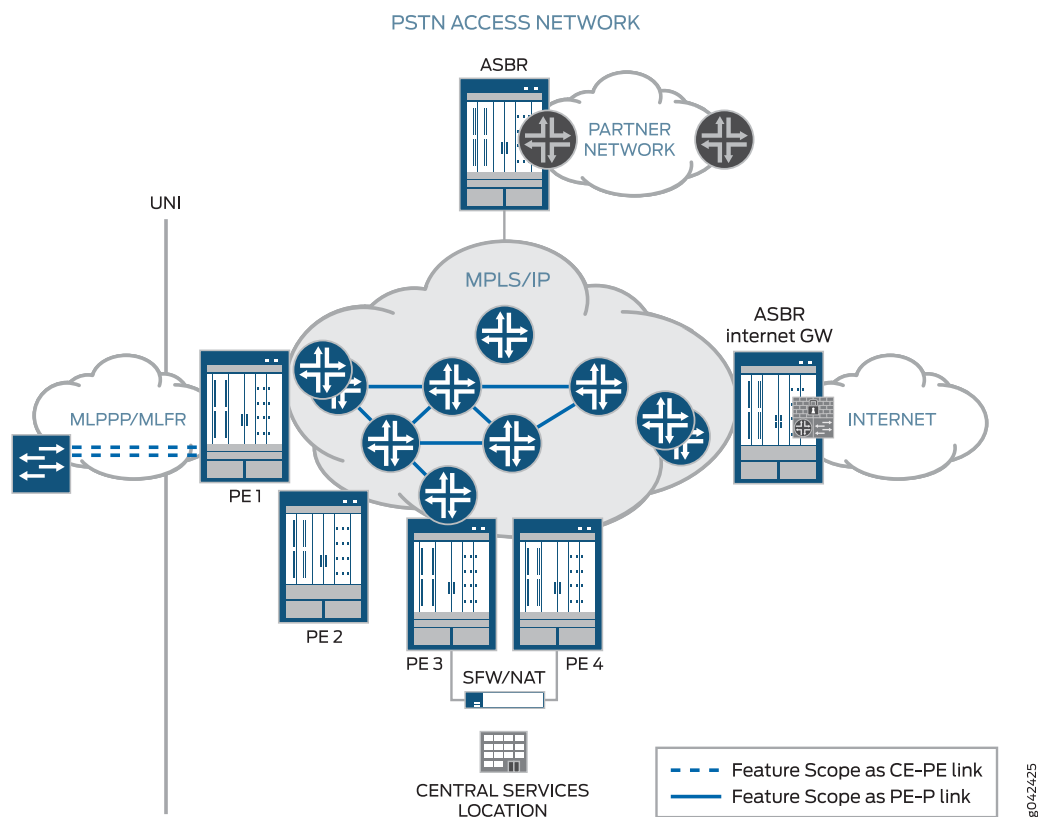 PSTN ACCESS NETWORK
ASBR
PARTNER
NETWORK
UNI
MPLS/IP
ASBR
internet GW
MLPPP/MLFR
INTERNET
PE 1
PE 2
PE 3
PE 4
SFW/NAT
CENTRAL SERVICES
LOCATION
Feature Scope as CE-PE link
Feature Scope as PE-P link
g042425